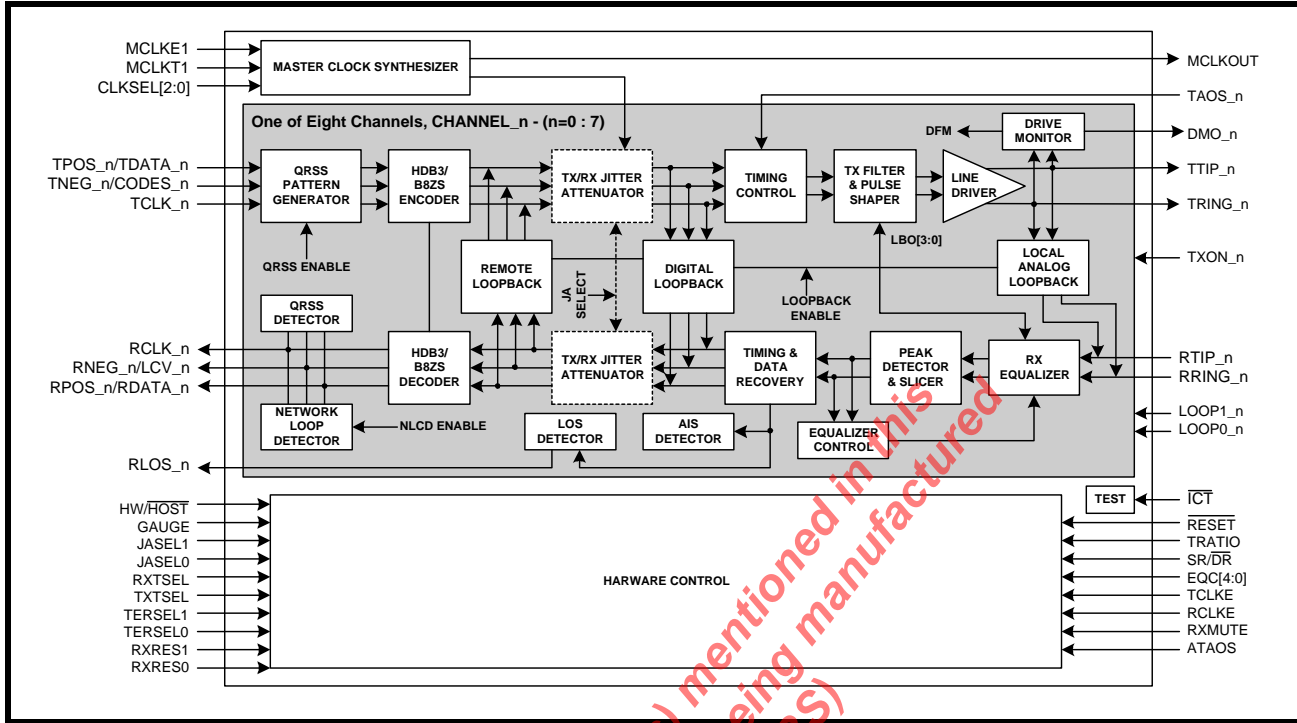 MCLKE1
MCLKT1
CLKSEL[2:0]
MASTER CLOCK SYNTHESIZER
MCLKOUT
TAOS_n
One of Eight Channels, CHANNEL_n - (n=0 : 7)
DFM
DRIVE
MONITOR
DMO_n
TPOS_n/TDATA_n
TNEG_n/CODES_n
TCLK_n
QRSS
PATTERN
GENERATOR
HDB3/
B8ZS
ENCODER
TX/RX JITTER
ATTENUATOR
TIMING
CONTROL
TX FILTER
& PULSE
SHAPER
LINE
DRIVER
TTIP_n
TRING_n
QRSS ENABLE
REMOTE
LOOPBACK
JA
SELECT
DIGITAL
LOOPBACK
LOOPBACK
ENABLE
LBO[3:0]
LOCAL
ANALOG
LOOPBACK
TXON_n
QRSS
DETECTOR
RCLK_n
RNEG_n/LCV_n
RPOS_n/RDATA_n
HDB3/
B8ZS
DECODER
TX/RX JITTER
ATTENUATOR
TIMING &
DATA
RECOVERY
PEAK
DETECTOR
& SLICER
RX
EQUALIZER
RTIP_n
RRING_n
NETWORK
LOOP
DETECTOR
NLCD ENABLE
LOS
DETECTOR
AIS
DETECTOR
EQUALIZER
CONTROL
LOOP1_n
LOOP0_n
RLOS_n
HW/HOST
GAUGE
JASEL1
JASEL0
RXTSEL
TXTSEL
TERSEL1
TERSEL0
RXRES1
RXRES0
HARWARE CONTROL
TEST
ICT
RESET
TRATIO
SR/DR
EQC[4:0]
TCLKE
RCLKE
RXMUTE
ATAOS
) mentioned in this
eing manufactured
S)